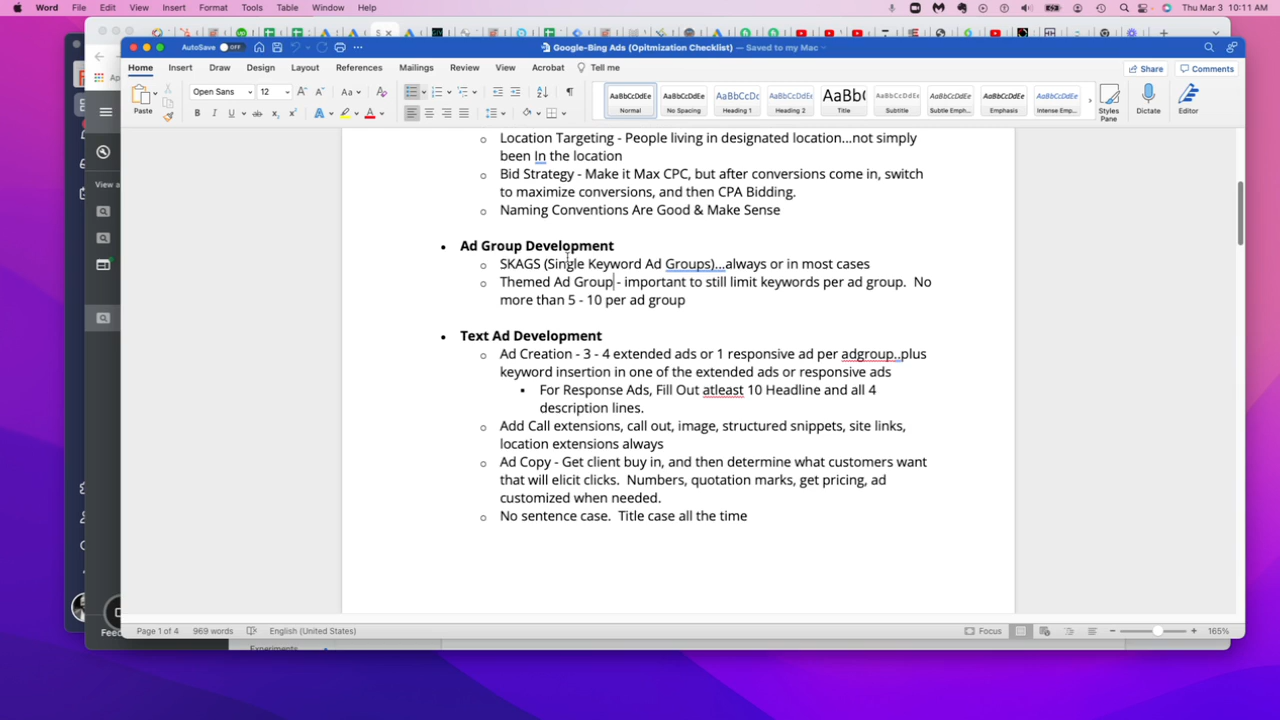 Word File Edit View Insert Format Tools Table Window Help Thu Mar 3 10:11 AM
AutoSave OFF Google-Bing Ads (Opitmization Checklist) — Saved to my Mac
Home Insert Draw Design Layout References Mailings Review View Acrobat Tell me Share Comments
Paste Open Sans 12 AaBbCcDdEe Normal AaBbCcDdEe No Spacing AaBbCcDc Heading 1 AaBbCcDdEe Heading 2 AaBb( Title AaBbCcDdEe Subtitle AaBbCcDdEe Subtle Emph... AaBbCcDdEe Emphasis AaBbCcDdEe Intense Emp... Styles Pane Dictate Editor
View a
Location Targeting - People living in designated location...not simply
been In the location
Bid Strategy - Make it Max CPC, but after conversions come in, switch
to maximize conversions, and then CPA Bidding.
Naming Conventions Are Good & Make Sense
Ad Group Development
SKAGS (Single Keyword Ad Groups)...always or in most cases
Themed Ad Group - important to still limit keywords per ad group.  No
more than 5 - 10 per ad group
Text Ad Development
Ad Creation - 3 - 4 extended ads or 1 responsive ad per adgroup..plus
keyword insertion in one of the extended ads or responsive ads
For Response Ads, Fill Out atleast 10 Headline and all 4
description lines.
Add Call extensions, call out, image, structured snippets, site links,
location extensions always
Ad Copy - Get client buy in, and then determine what customers want
that will elicit clicks.  Numbers, quotation marks, get pricing, ad
customized when needed.
No sentence case.  Title case all the time
Page 1 of 4 969 words English (United States) Focus 165%
Feed
Experiments